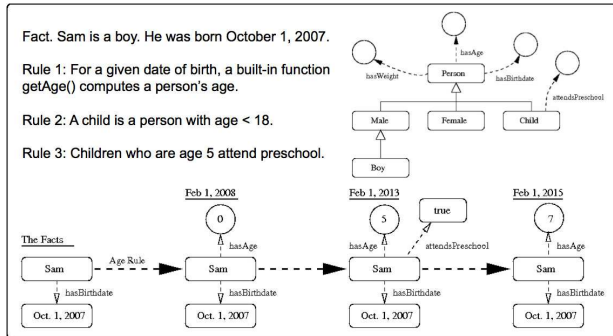 Fact. Sam is a boy. He was born October 1, 2007.
Rule 1: For a given date of birth, a built-in function
getAge() computes a person's age.
Rule 2: A child is a person with age < 18.
Rule 3: Children who are age 5 attend preschool.
hasAge
hasWeight
Person
hasBirthdate
attendsPreschool
Male
Female
Child
Boy
Feb 1, 2008
Feb 1, 2013
Feb 1, 2015
0
5
true
7
The Facts
hasAge
hasAge
attendsPreschool
hasAge
Sam
Age Rule
Sam
Sam
Sam
hasBirthdate
hasBirthdate
hasBirthdate
hasBirthdate
Oct. 1, 2007
Oct. 1, 2007
Oct. 1, 2007
Oct. 1, 2007